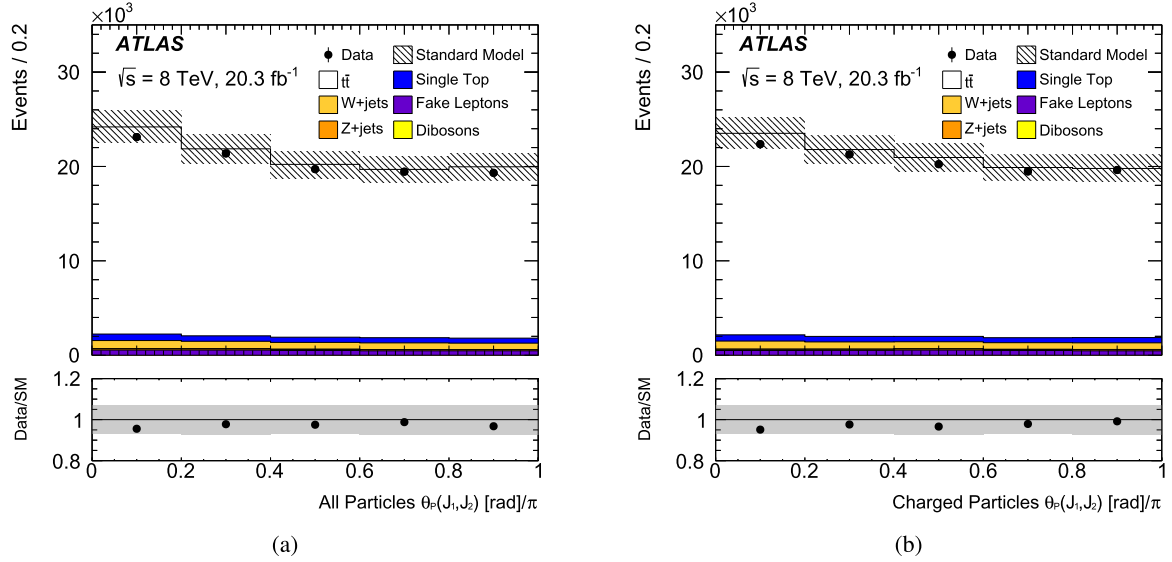 ×10³
Events / 0.2
ATLAS
√s = 8 TeV, 20.3 fb⁻¹
Data
Standard Model
tt̄
Single Top
W+jets
Fake Leptons
Z+jets
Dibosons
30
20
10
0
Data/SM
1.2
1
0.8
0 0.2 0.4 0.6 0.8 1
All Particles θP(J1,J2) [rad]/π
(a)
×10³
Events / 0.2
ATLAS
√s = 8 TeV, 20.3 fb⁻¹
Data
Standard Model
tt̄
Single Top
W+jets
Fake Leptons
Z+jets
Dibosons
30
20
10
0
Data/SM
1.2
1
0.8
0 0.2 0.4 0.6 0.8 1
Charged Particles θP(J1,J2) [rad]/π
(b)